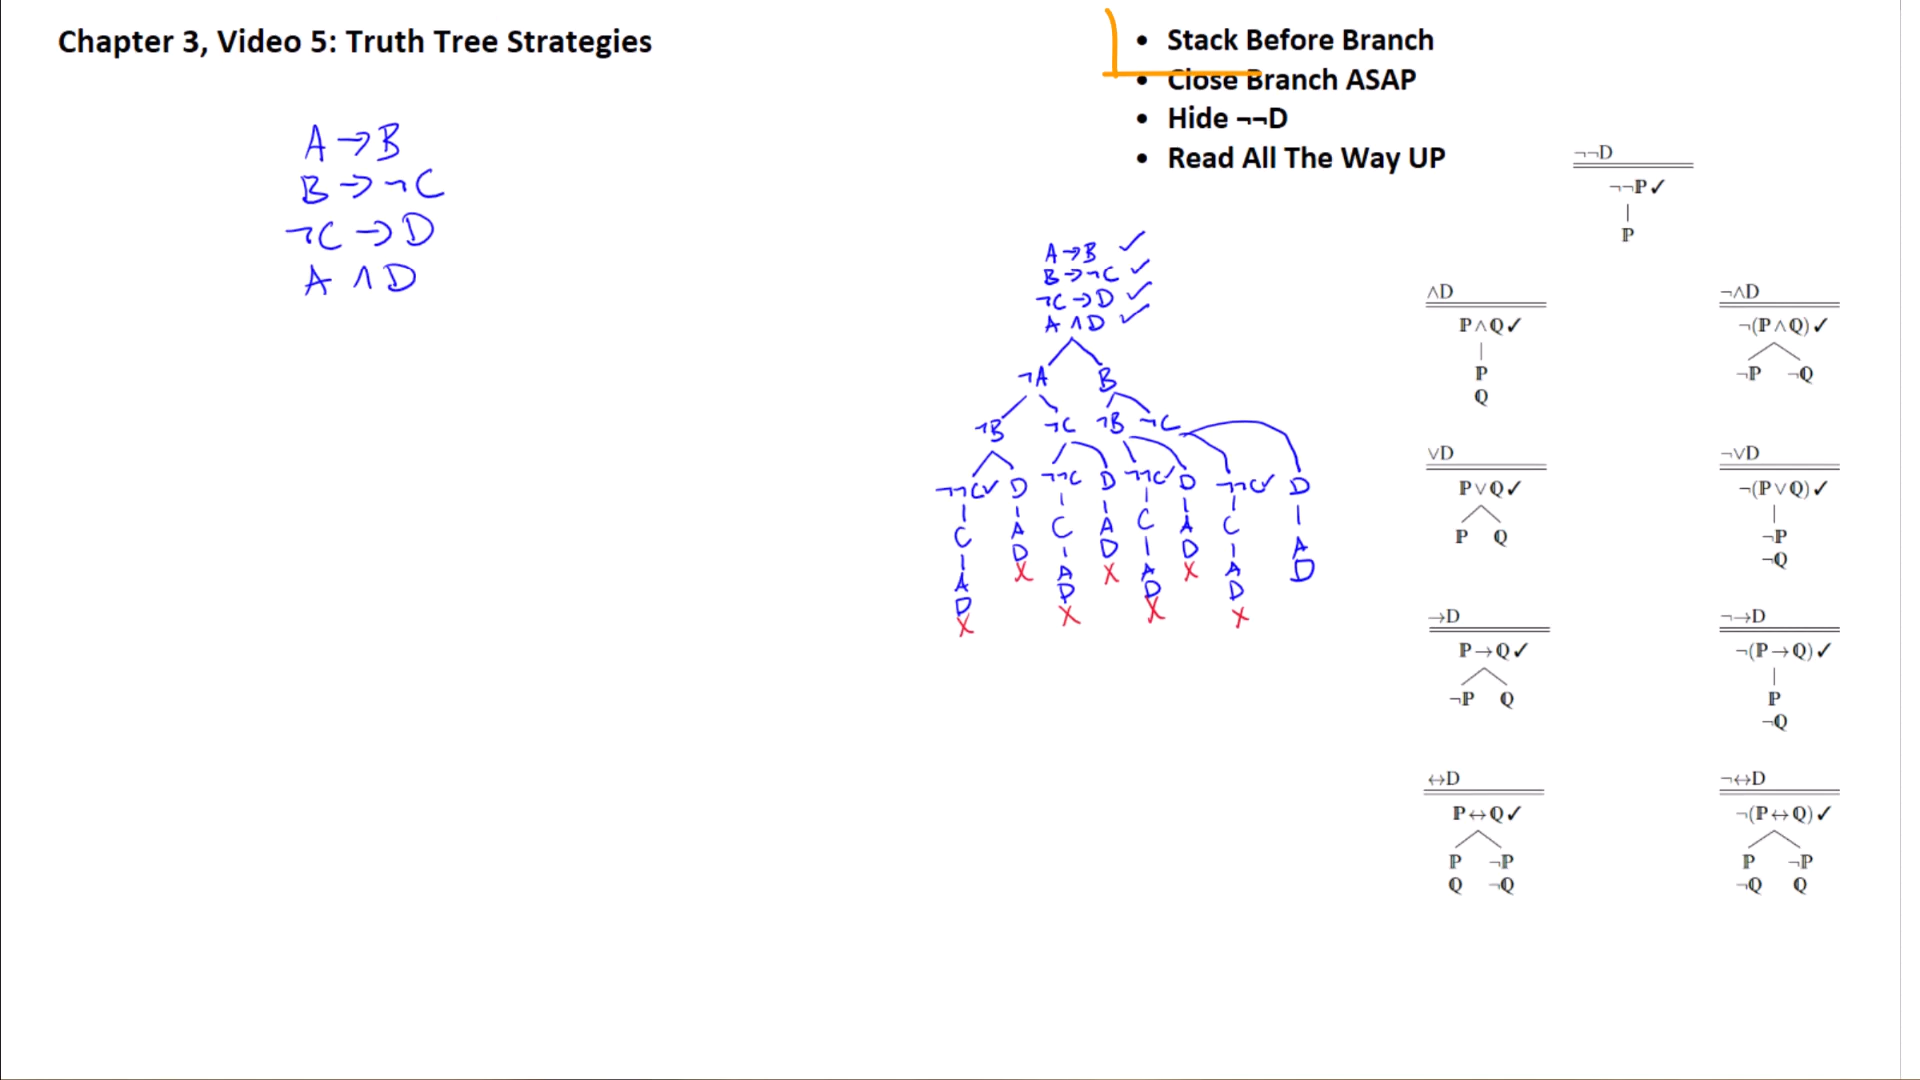 Chapter 3, Video 5: Truth Tree Strategies
• Stack Before Branch
• Close Branch ASAP
• Hide ¬¬D
• Read All The Way UP
A → B
B → ¬C
¬C → D
A ∧ D
A → B ✓
B → ¬C ✓
¬C → D ✓
A ∧ D ✓
¬A B
¬B ¬C ¬B ¬C
¬¬C✓ D ¬¬C D ¬¬C✓ D ¬¬C✓ D
C A C A C A C A
A D A D A D A D
D X D X D X D
X X X X
¬¬D
¬¬ℙ✓
ℙ
∧D ¬∧D
ℙ∧ℚ✓ ¬(ℙ∧ℚ)✓
ℙ ¬ℙ ¬ℚ
ℚ
∨D ¬∨D
ℙ∨ℚ✓ ¬(ℙ∨ℚ)✓
ℙ ℚ ¬ℙ
¬ℚ
→D ¬→D
ℙ→ℚ✓ ¬(ℙ→ℚ)✓
¬ℙ ℚ ℙ
¬ℚ
↔D ¬↔D
ℙ↔ℚ✓ ¬(ℙ↔ℚ)✓
ℙ ¬ℙ ℙ ¬ℙ
ℚ ¬ℚ ¬ℚ ℚ